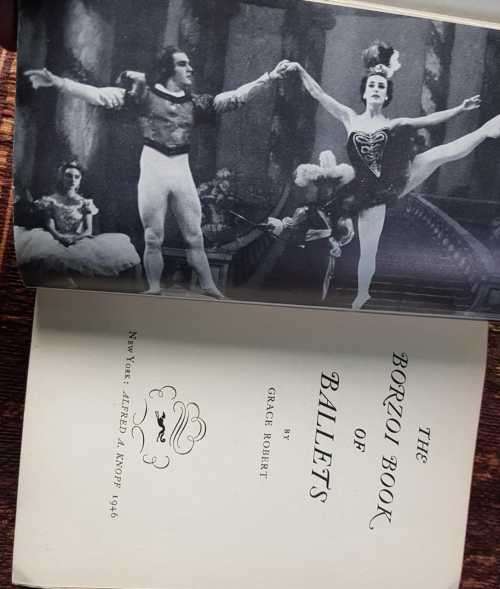 THE
BORZOI BOOK
OF
BALLETS
BY
GRACE ROBERT
NEW YORK: ALFRED A. KNOPF 1946